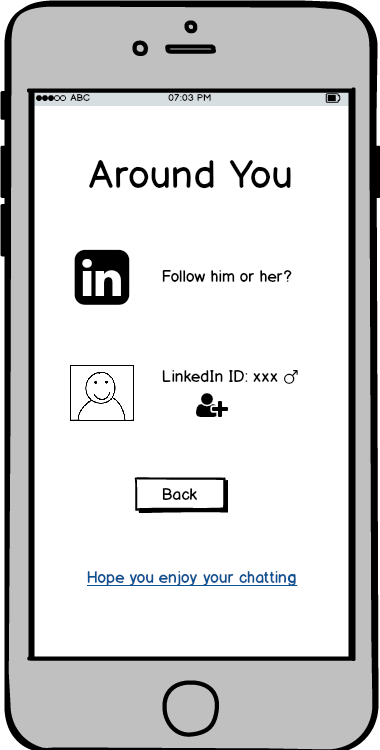 ABC 07:03 PM
Around You
in
Follow him or her?
LinkedIn ID: xxx ♂
Back
Hope you enjoy your chatting